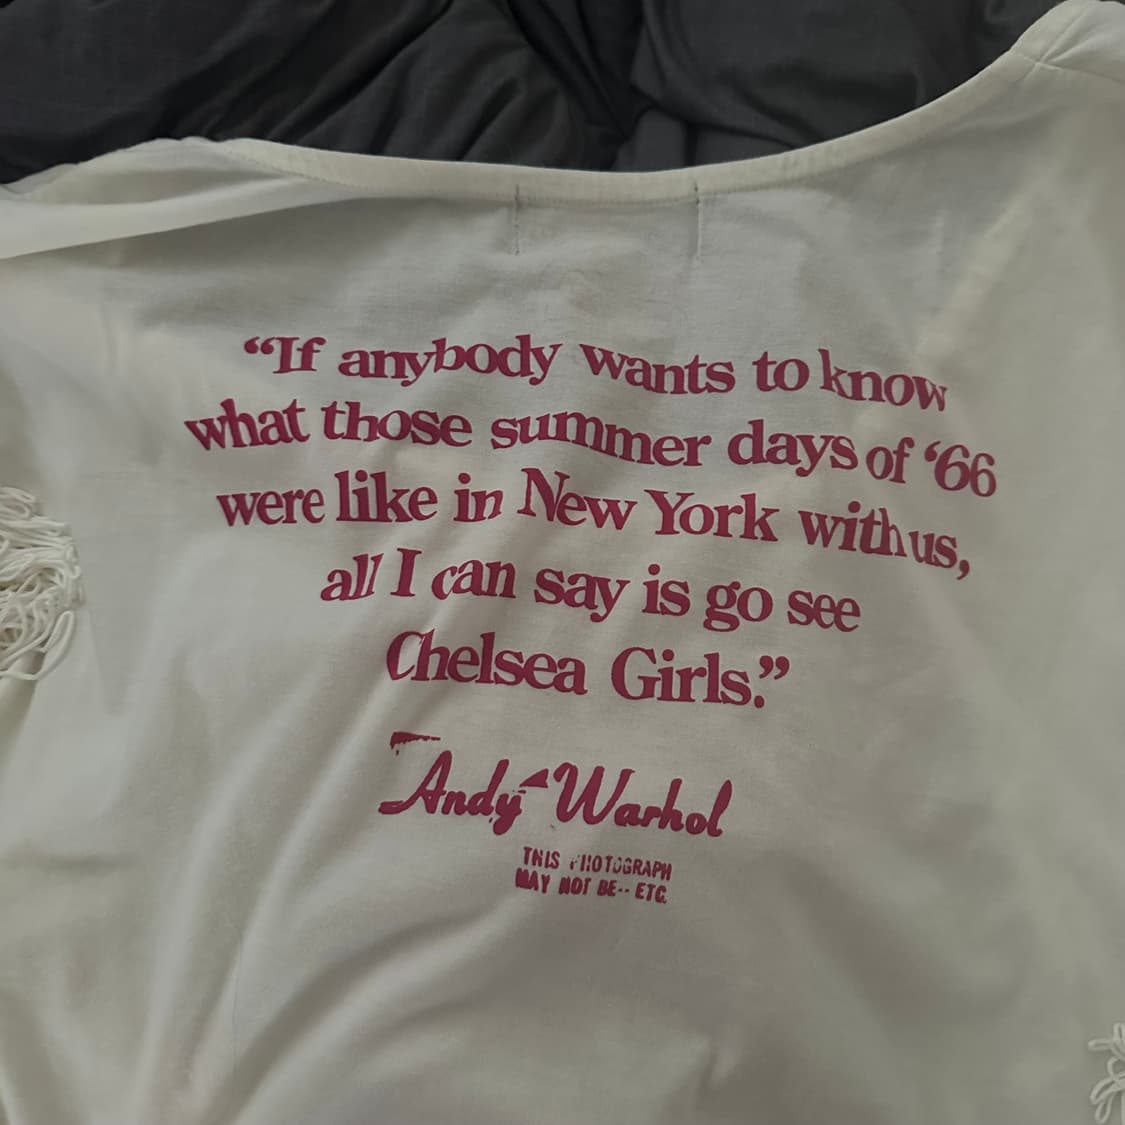 “If anybody wants to know
what those summer days of ‘66
were like in New York with us,
all I can say is go see
Chelsea Girls.”
Andy Warhol
THIS PHOTOGRAPH
MAY NOT BE-- ETC.